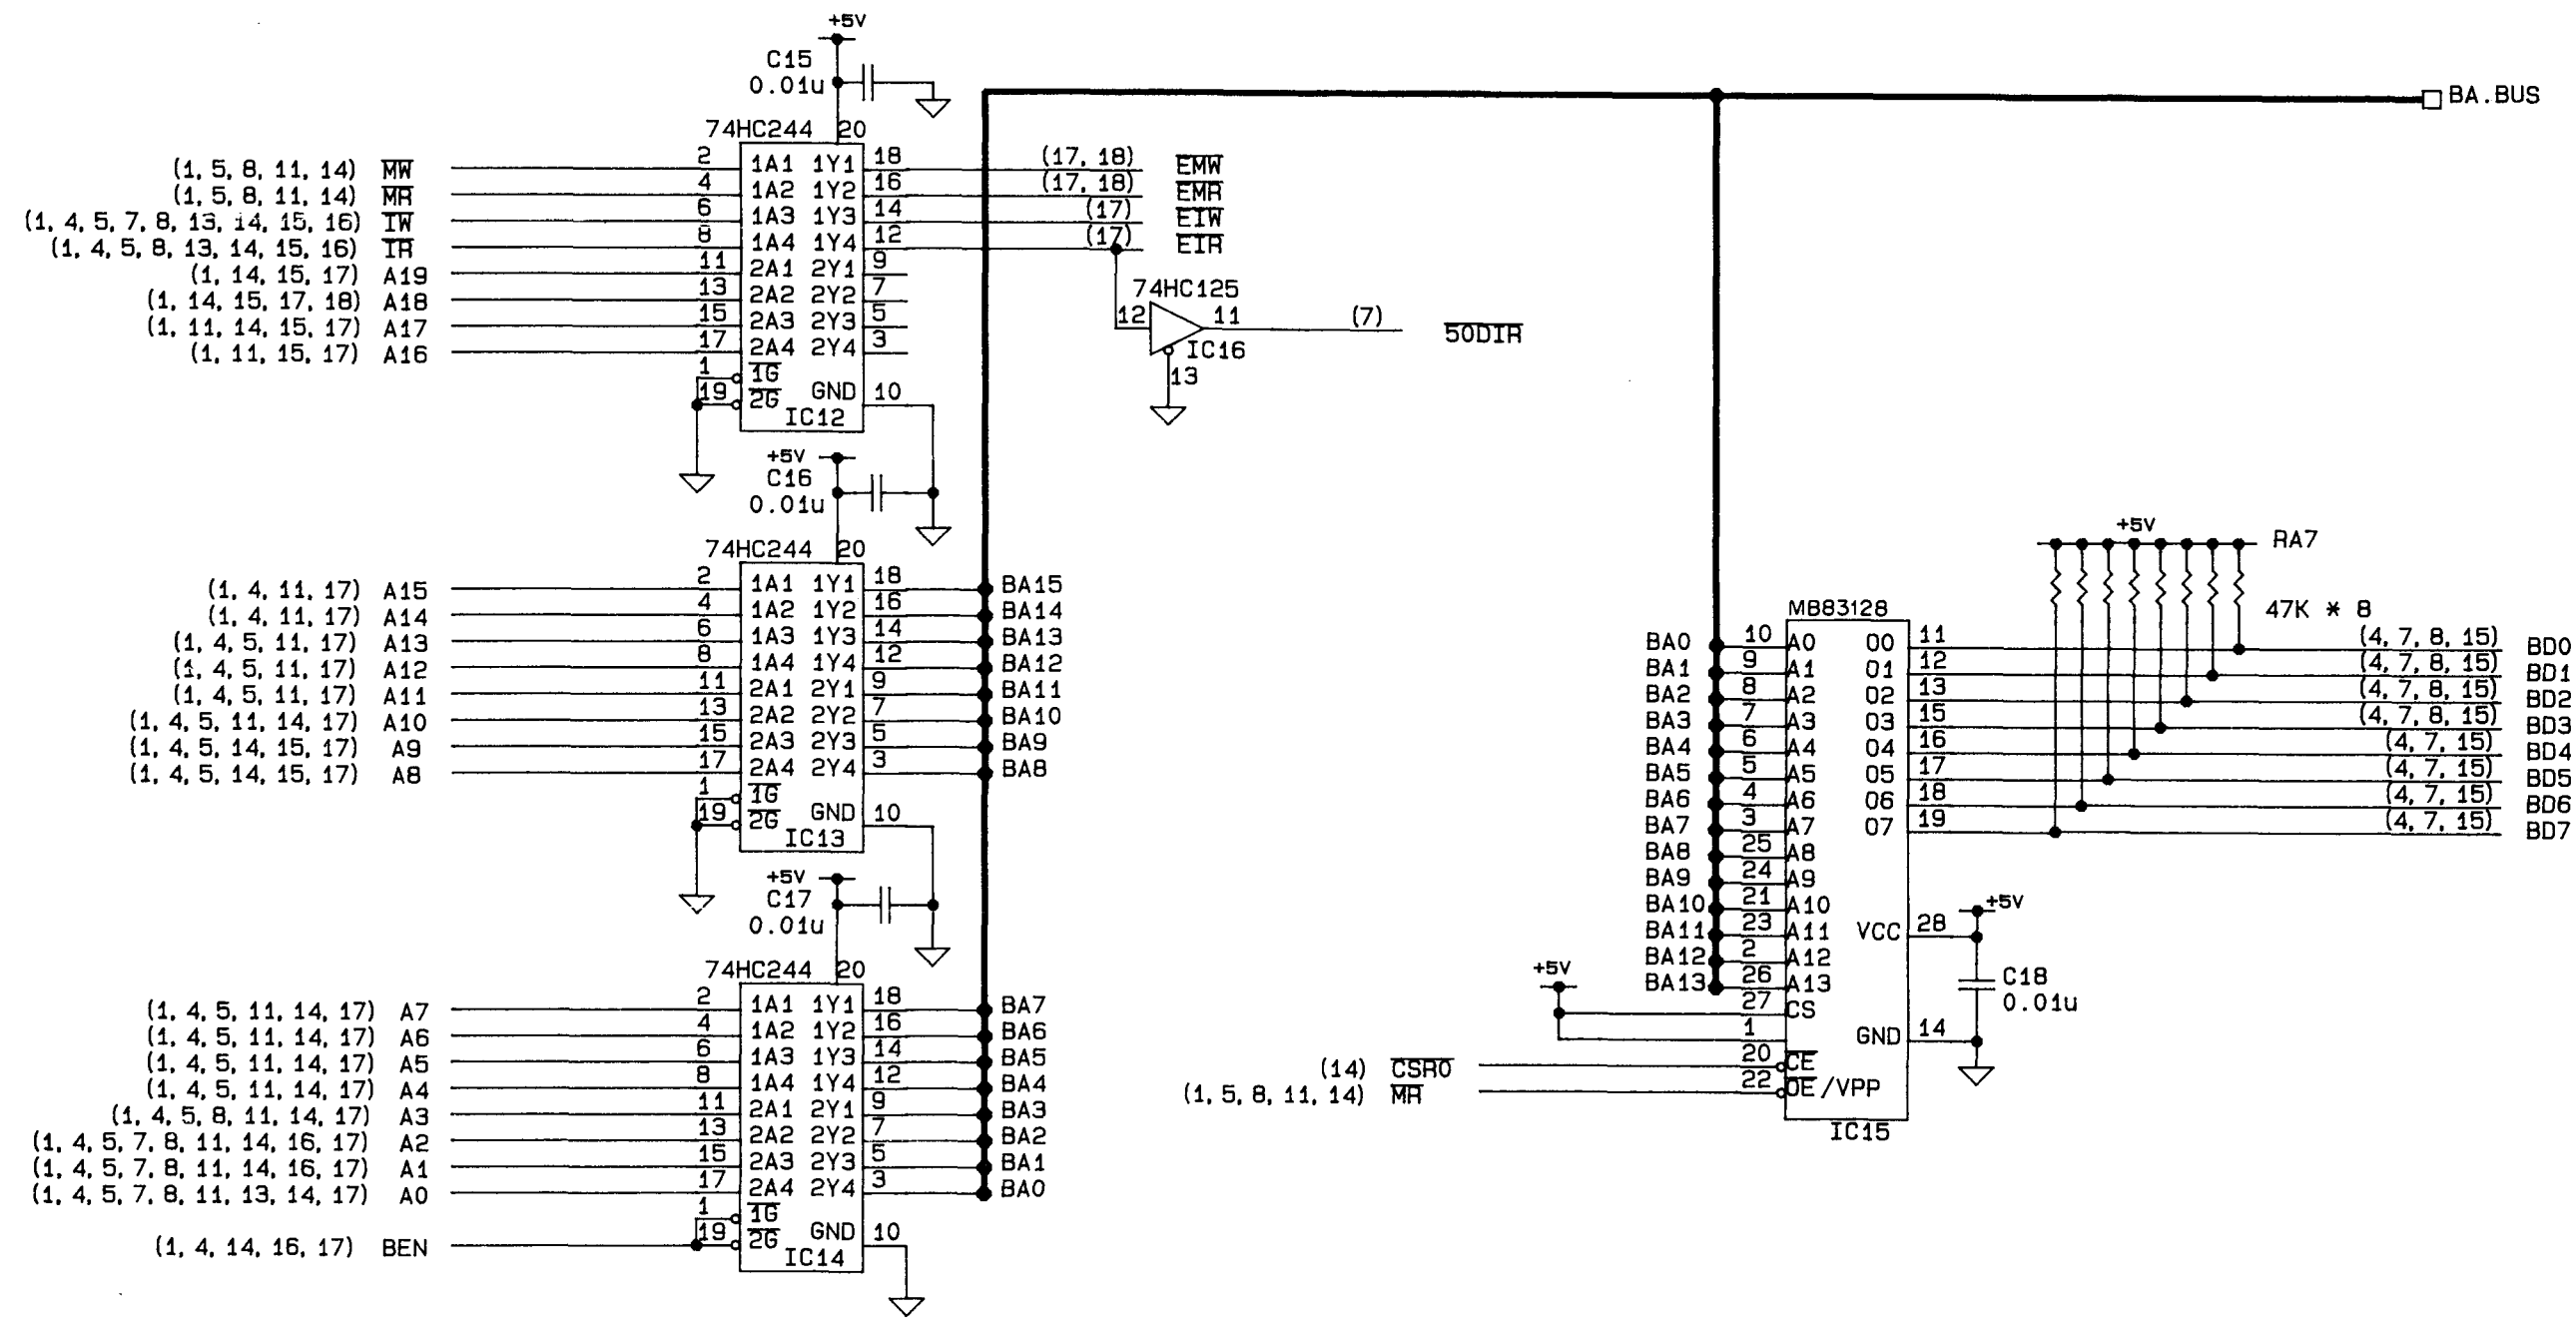 +5V
C15
0.01u
BA.BUS
74HC244 20
(1, 5, 8, 11, 14) MW 2 1A1 1Y1 18 (17, 18) EMW
(1, 5, 8, 11, 14) MR 4 1A2 1Y2 16 (17, 18) EMR
(1, 4, 5, 7, 8, 13, 14, 15, 16) IW 6 1A3 1Y3 14 (17) EIW
(1, 4, 5, 8, 13, 14, 15, 16) IR 8 1A4 1Y4 12 (17) EIR
(1, 14, 15, 17) A19 11 2A1 2Y1 9
(1, 14, 15, 17, 18) A18 13 2A2 2Y2 7
(1, 11, 14, 15, 17) A17 15 2A3 2Y3 5
(1, 11, 15, 17) A16 17 2A4 2Y4 3
1 1G
19 2G GND 10
IC12
74HC125
12 11 (7) 50DIR
IC16
13
+5V
C16
0.01u
74HC244 20
(1, 4, 11, 17) A15 2 1A1 1Y1 18 BA15
(1, 4, 11, 17) A14 4 1A2 1Y2 16 BA14
(1, 4, 5, 11, 17) A13 6 1A3 1Y3 14 BA13
(1, 4, 5, 11, 17) A12 8 1A4 1Y4 12 BA12
(1, 4, 5, 11, 17) A11 11 2A1 2Y1 9 BA11
(1, 4, 5, 11, 14, 17) A10 13 2A2 2Y2 7 BA10
(1, 4, 5, 14, 15, 17) A9 15 2A3 2Y3 5 BA9
(1, 4, 5, 14, 15, 17) A8 17 2A4 2Y4 3 BA8
1 1G
19 2G GND 10
IC13
+5V
C17
0.01u
74HC244 20
(1, 4, 5, 11, 14, 17) A7 2 1A1 1Y1 18 BA7
(1, 4, 5, 11, 14, 17) A6 4 1A2 1Y2 16 BA6
(1, 4, 5, 11, 14, 17) A5 6 1A3 1Y3 14 BA5
(1, 4, 5, 11, 14, 17) A4 8 1A4 1Y4 12 BA4
(1, 4, 5, 8, 11, 14, 17) A3 11 2A1 2Y1 9 BA3
(1, 4, 5, 7, 8, 11, 14, 16, 17) A2 13 2A2 2Y2 7 BA2
(1, 4, 5, 7, 8, 11, 14, 16, 17) A1 15 2A3 2Y3 5 BA1
(1, 4, 5, 7, 8, 11, 13, 14, 17) A0 17 2A4 2Y4 3 BA0
1 1G
(1, 4, 14, 16, 17) BEN 19 2G GND 10
IC14
+5V
RA7
47K * 8
MB83128
BA0 10 A0 O0 11 (4, 7, 8, 15) BD0
BA1 9 A1 O1 12 (4, 7, 8, 15) BD1
BA2 8 A2 O2 13 (4, 7, 8, 15) BD2
BA3 7 A3 O3 15 (4, 7, 8, 15) BD3
BA4 6 A4 O4 16 (4, 7, 15) BD4
BA5 5 A5 O5 17 (4, 7, 15) BD5
BA6 4 A6 O6 18 (4, 7, 15) BD6
BA7 3 A7 O7 19 (4, 7, 15) BD7
BA8 25 A8
BA9 24 A9
BA10 21 A10
BA11 23 A11 VCC 28 +5V
BA12 2 A12
BA13 26 A13
C18
0.01u
+5V
27 CS
1 GND 14
(14) CSRO 20 CE
(1, 5, 8, 11, 14) MR 22 OE/VPP
IC15